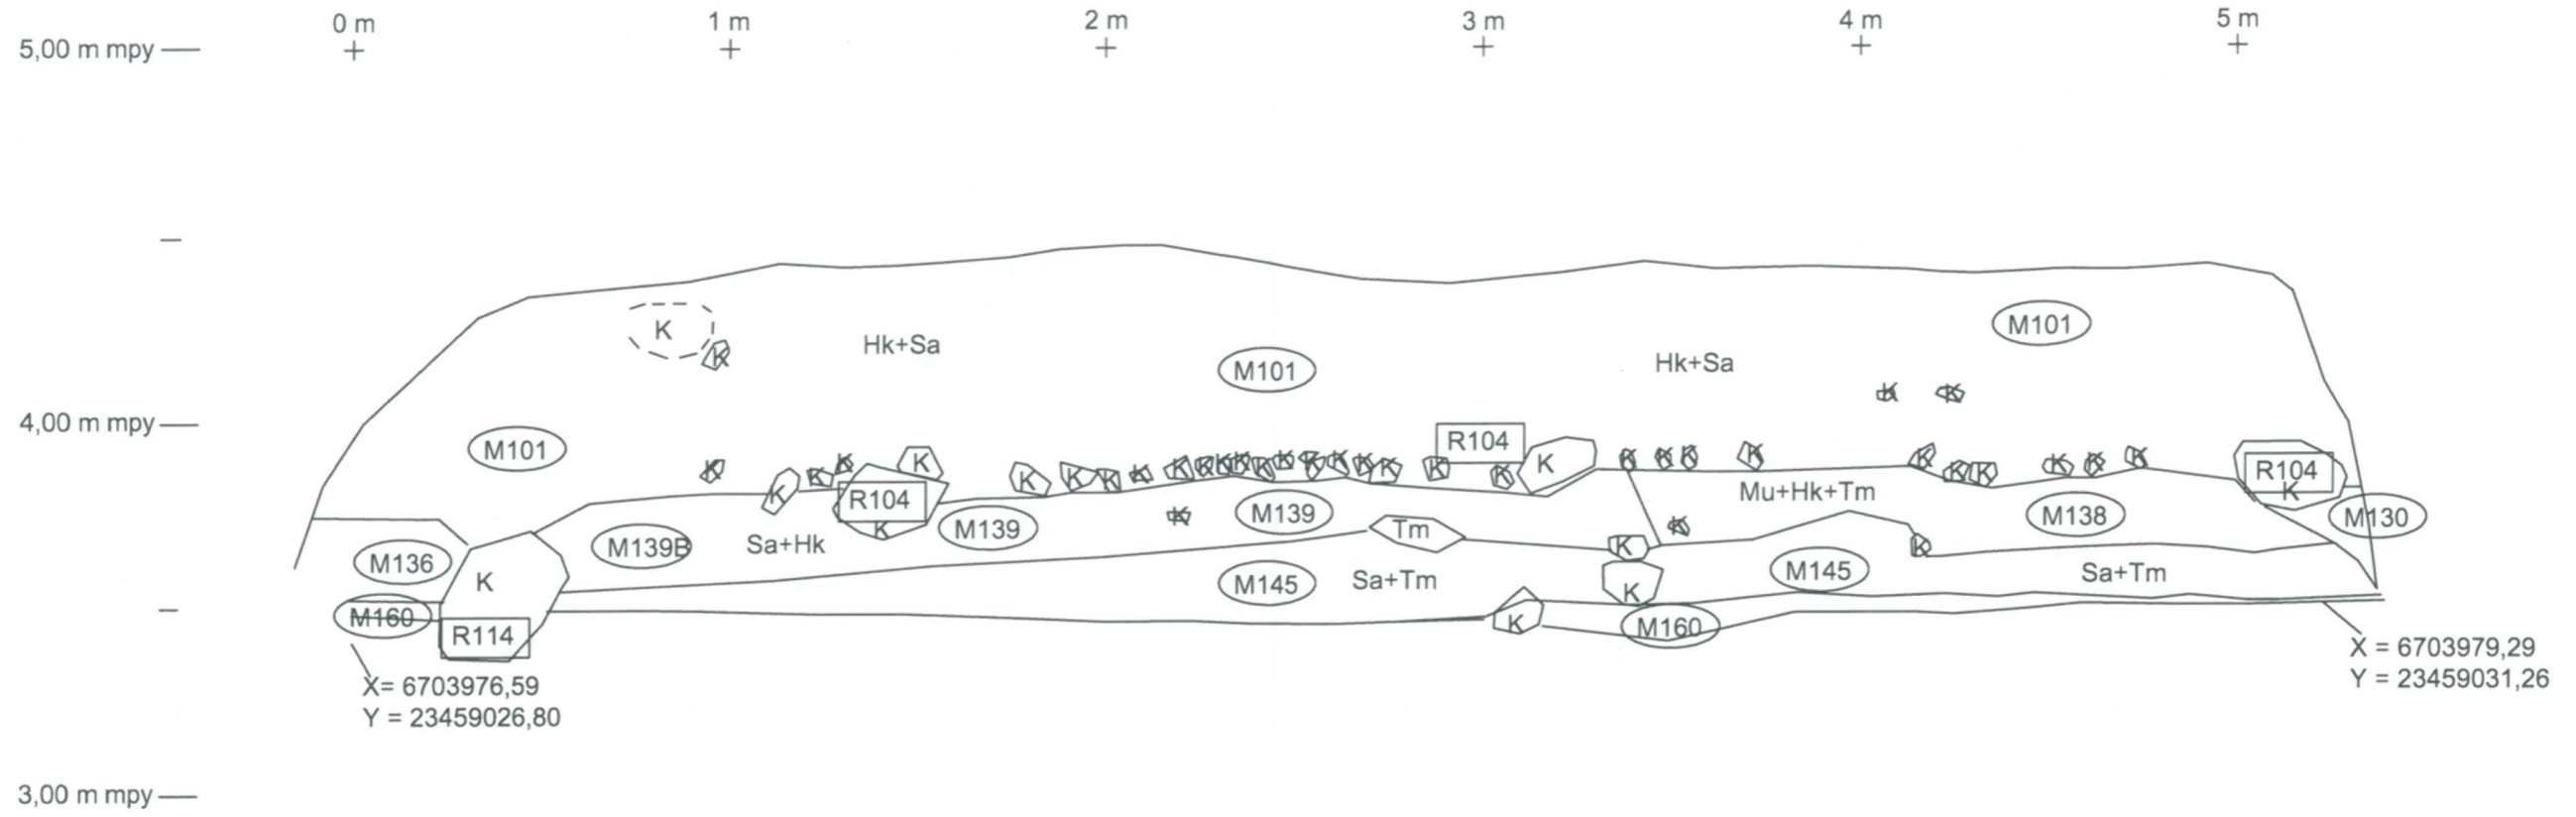 0 m 1 m 2 m 3 m 4 m 5 m
5,00 m mpy
K
K
Hk+Sa
M101
Hk+Sa
M101
K K
4,00 m mpy
M101
R104
K K K K K K K K K K K K K K K K K K K K K K K K K K K K K K K K K
R104
K
R104
K
Mu+Hk+Tm
M136
M139B
Sa+Hk
M139
K
M139
Tm
K
K
K
M138
M130
K
M145
Sa+Tm
K
M145
Sa+Tm
M160
R114
K
M160
X= 6703976,59
Y = 23459026,80
X = 6703979,29
Y = 23459031,26
3,00 m mpy